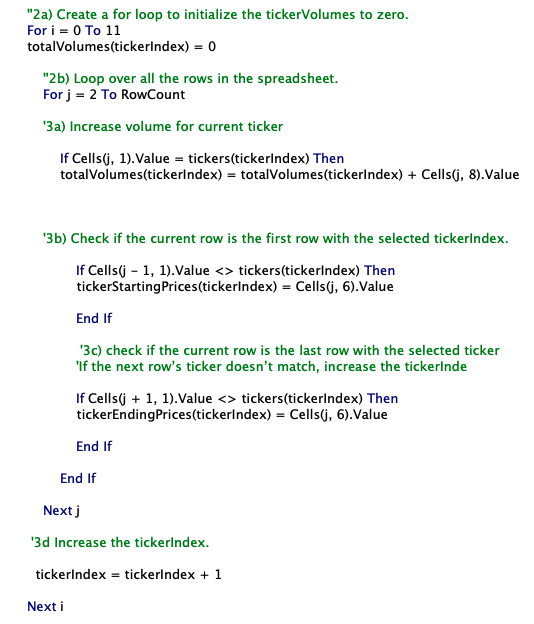 "2a) Create a for loop to initialize the tickerVolumes to zero.
For i = 0 To 11
totalVolumes(tickerIndex) = 0
"2b) Loop over all the rows in the spreadsheet.
For j = 2 To RowCount
'3a) Increase volume for current ticker
If Cells(j, 1).Value = tickers(tickerIndex) Then
totalVolumes(tickerIndex) = totalVolumes(tickerIndex) + Cells(j, 8).Value
'3b) Check if the current row is the first row with the selected tickerIndex.
If Cells(j - 1, 1).Value <> tickers(tickerIndex) Then
tickerStartingPrices(tickerIndex) = Cells(j, 6).Value
End If
'3c) check if the current row is the last row with the selected ticker
'If the next row's ticker doesn't match, increase the tickerInde
If Cells(j + 1, 1).Value <> tickers(tickerIndex) Then
tickerEndingPrices(tickerIndex) = Cells(j, 6).Value
End If
End If
Next j
'3d Increase the tickerIndex.
tickerIndex = tickerIndex + 1
Next i